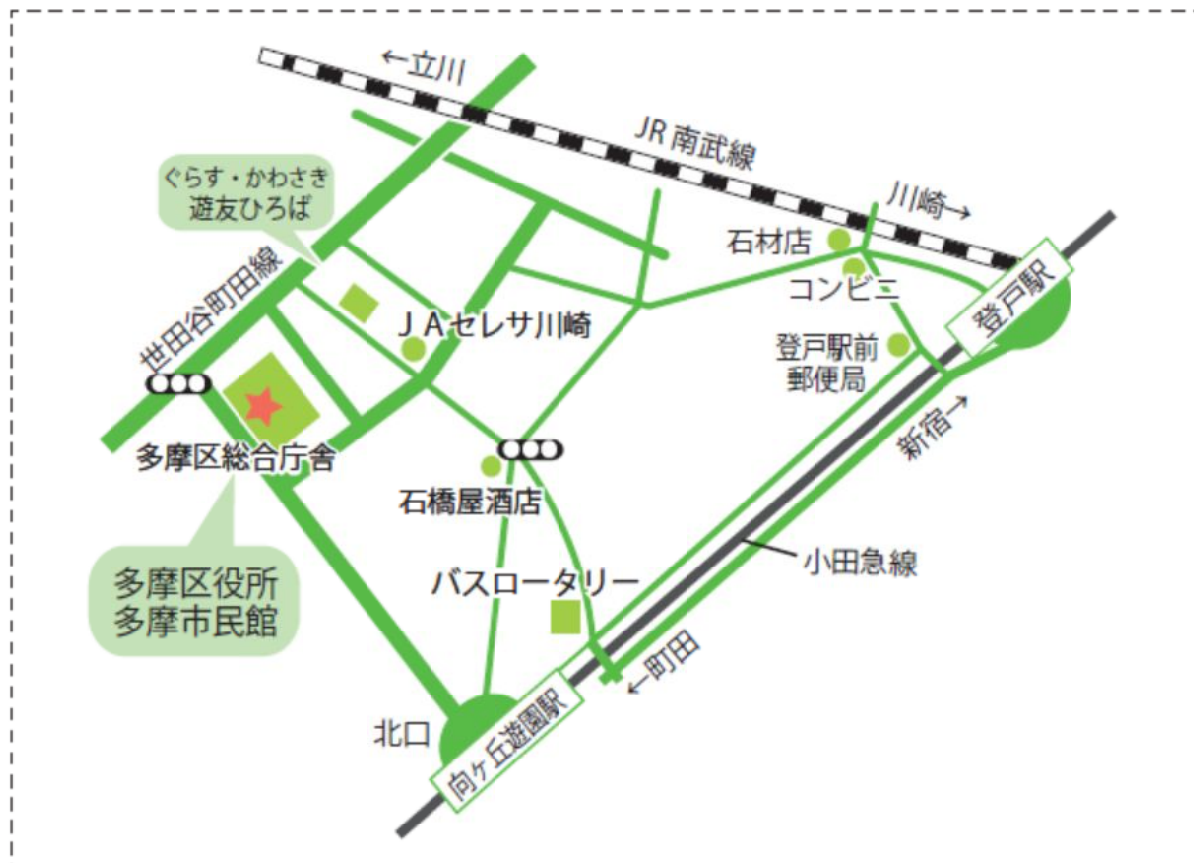 ←立川
JR 南武線
川崎→
ぐらす・かわさき
遊友ひろば
世田谷町田線
石材店
コンビニ
登戸駅
ＪＡセレサ川崎
登戸駅前
郵便局
新宿→
多摩区総合庁舎
石橋屋酒店
小田急線
多摩区役所
多摩市民館
バスロータリー
←町田
北口
向ヶ丘遊園駅